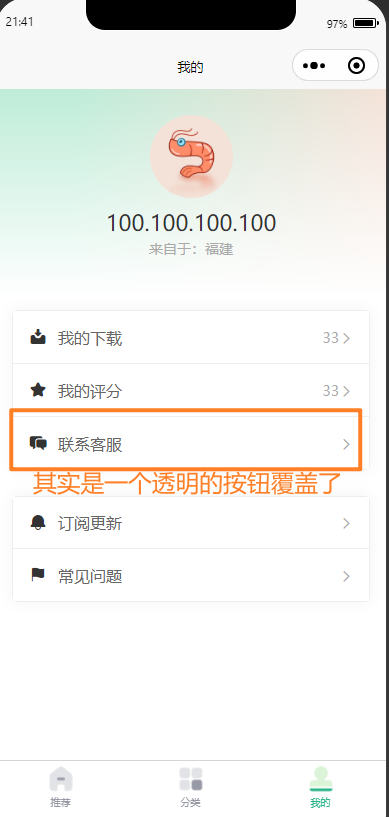 21:41
97%
我的
100.100.100.100
来自于：福建
我的下载 33
我的评分 33
联系客服
其实是一个透明的按钮覆盖了
订阅更新
常见问题
推荐 分类 我的